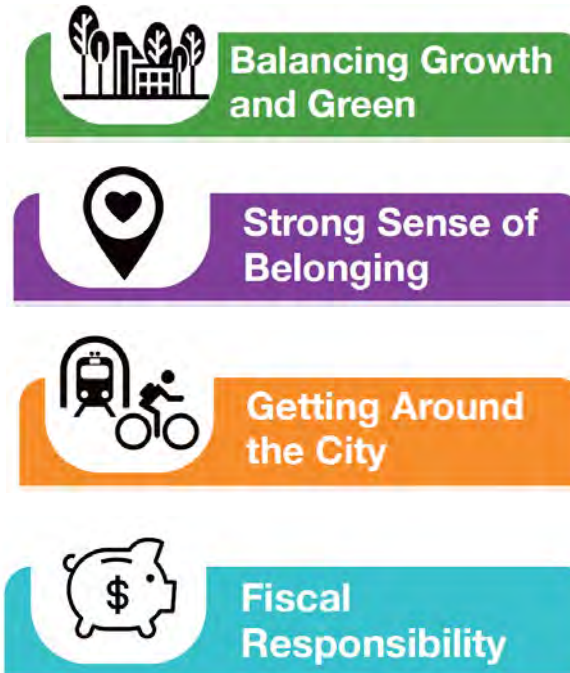 Balancing Growth
and Green
Strong Sense of
Belonging
Getting Around
the City
$
Fiscal
Responsibility